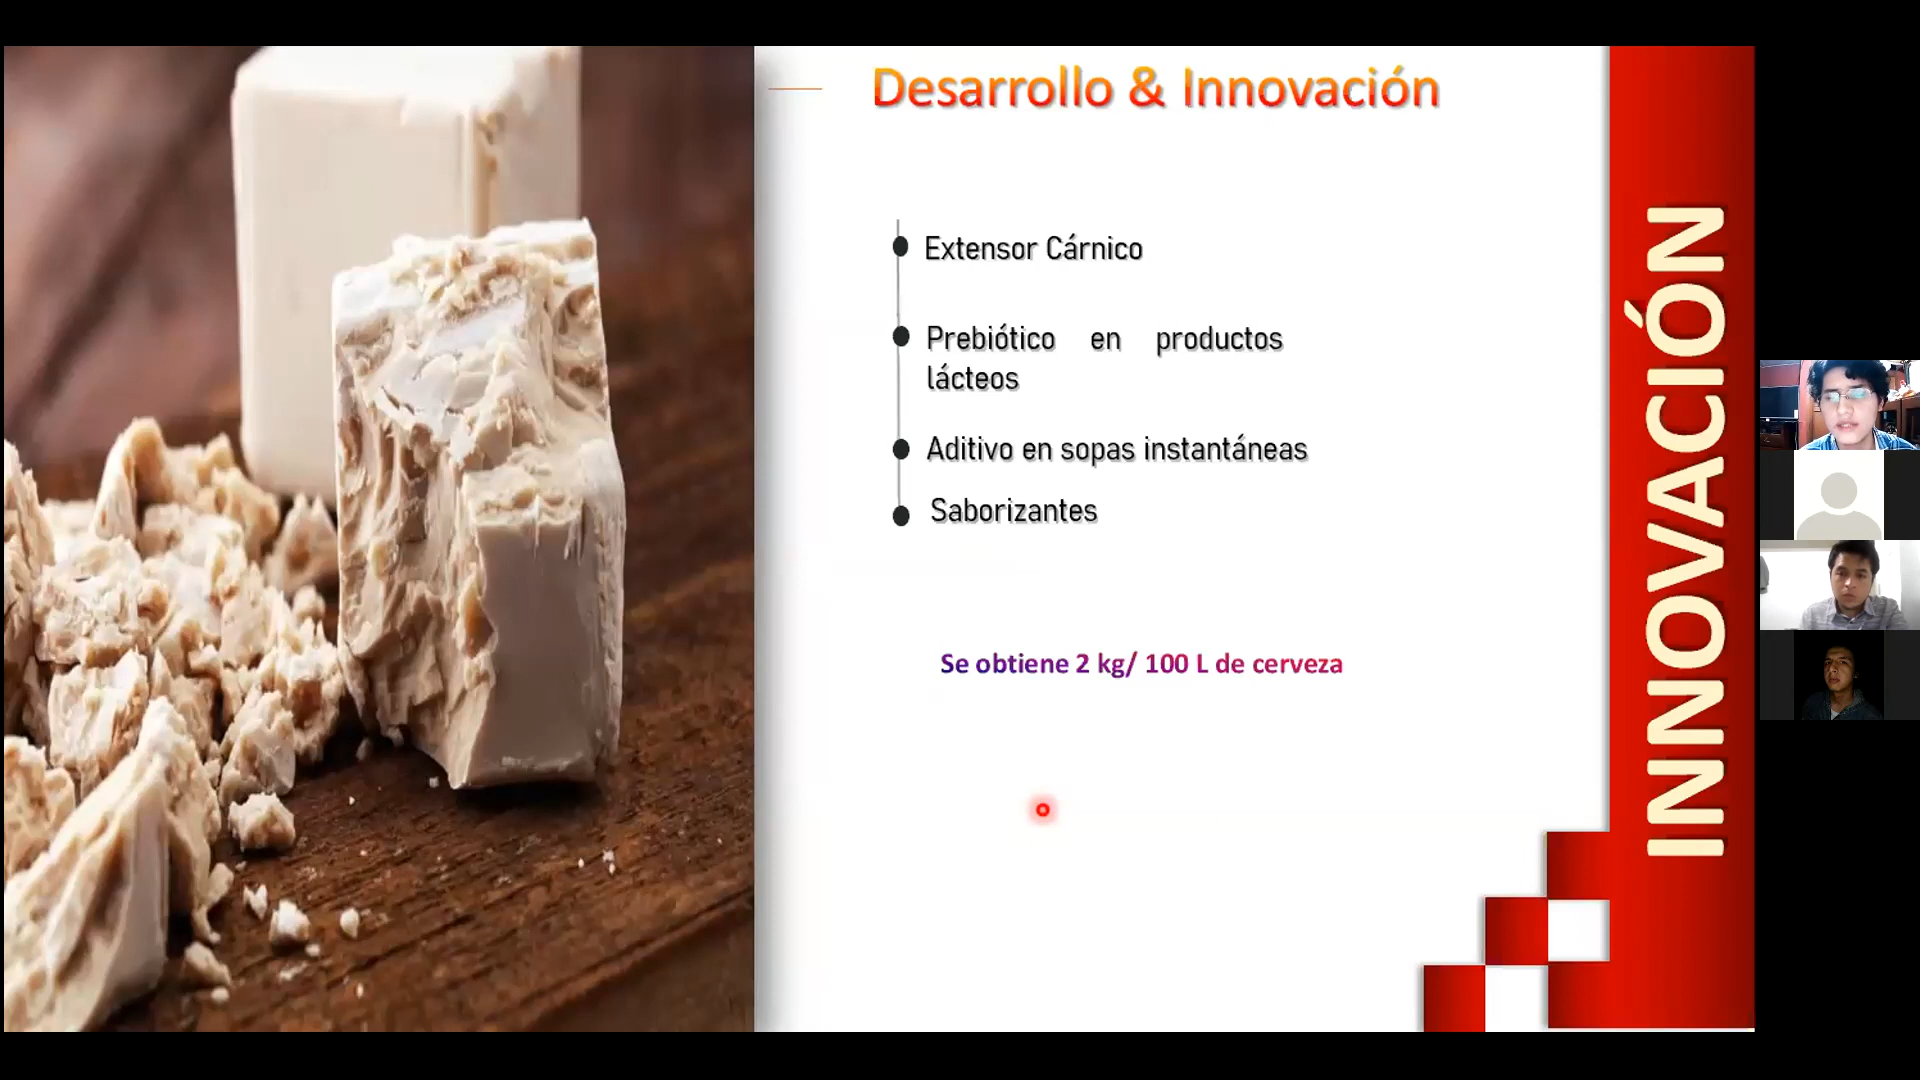 Desarrollo & Innovación
Extensor Cárnico
Prebiótico en productos
lácteos
Aditivo en sopas instantáneas
Saborizantes
Se obtiene 2 kg/ 100 L de cerveza
INNOVACIÓN